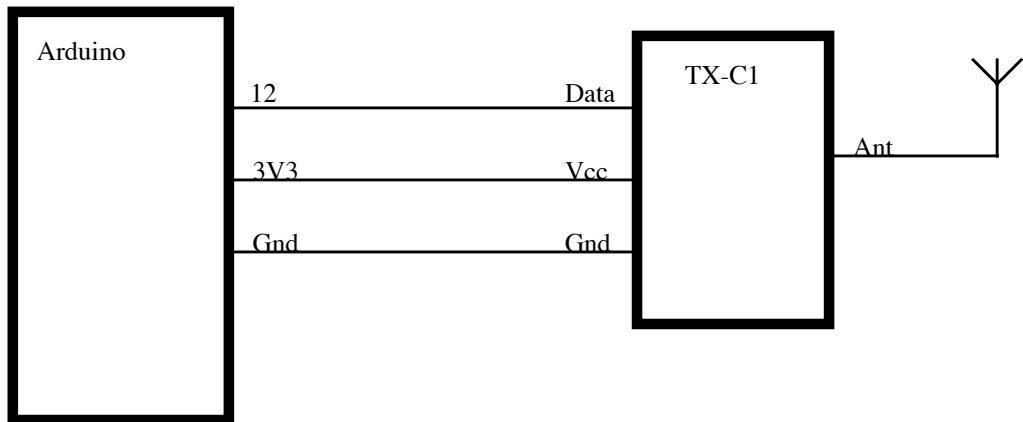 Arduino
TX-C1
12
Data
Ant
3V3
Vcc
Gnd
Gnd